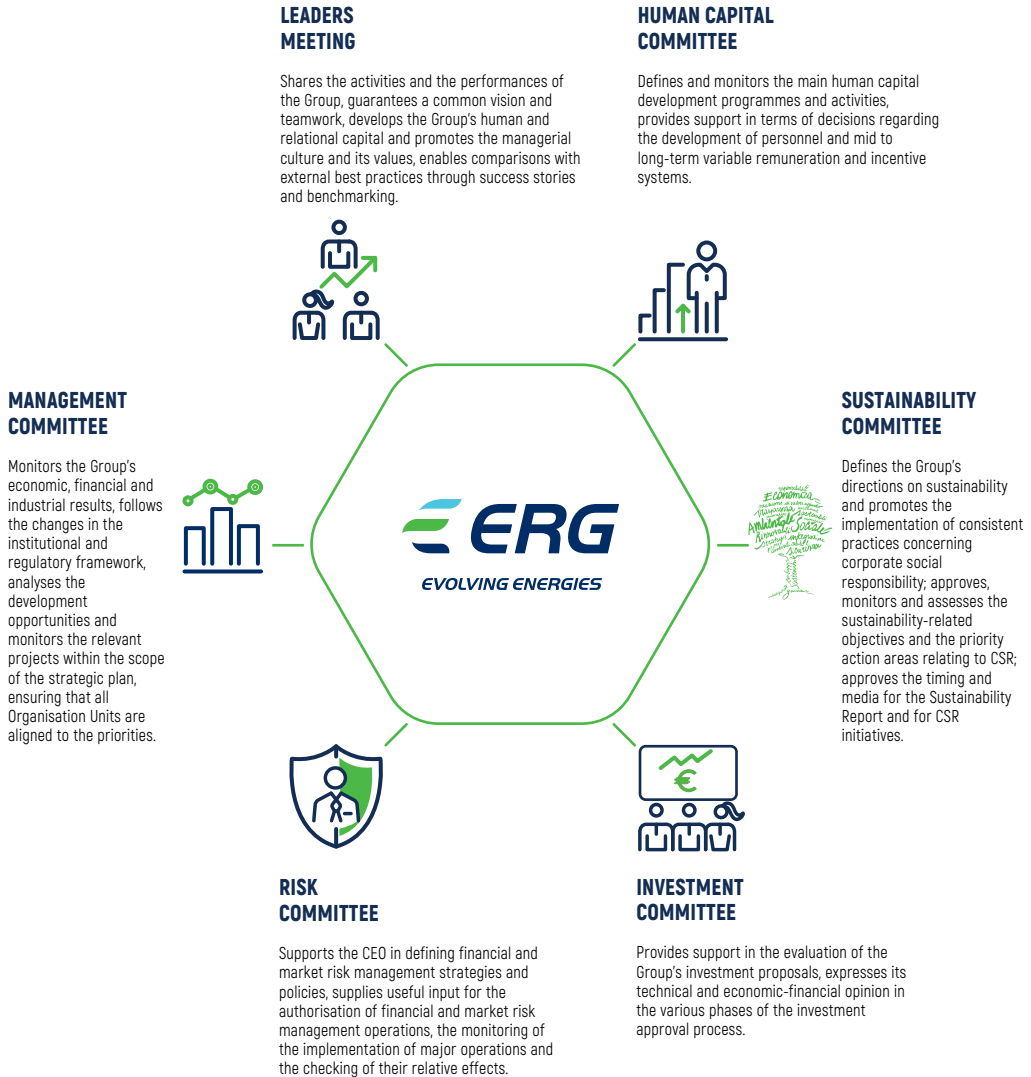 LEADERS
MEETING
Shares the activities and the performances of
the Group, guarantees a common vision and
teamwork, develops the Group's human and
relational capital and promotes the managerial
culture and its values, enables comparisons with
external best practices through success stories
and benchmarking.
HUMAN CAPITAL
COMMITTEE
Defines and monitors the main human capital
development programmes and activities,
provides support in terms of decisions regarding
the development of personnel and mid to
long-term variable remuneration and incentive
systems.
MANAGEMENT
COMMITTEE
Monitors the Group's
economic, financial and
industrial results, follows
the changes in the
institutional and
regulatory framework,
analyses the
development
opportunities and
monitors the relevant
projects within the scope
of the strategic plan,
ensuring that all
Organisation Units are
aligned to the priorities.
ERG
EVOLVING ENERGIES
Economica
Ambientale Sociale
SUSTAINABILITY
COMMITTEE
Defines the Group's
directions on sustainability
and promotes the
implementation of consistent
practices concerning
corporate social
responsibility; approves,
monitors and assesses the
sustainability-related
objectives and the priority
action areas relating to CSR;
approves the timing and
media for the Sustainability
Report and for CSR
initiatives.
€
RISK
COMMITTEE
Supports the CEO in defining financial and
market risk management strategies and
policies, supplies useful input for the
authorisation of financial and market risk
management operations, the monitoring of
the implementation of major operations and
the checking of their relative effects.
INVESTMENT
COMMITTEE
Provides support in the evaluation of the
Group's investment proposals, expresses its
technical and economic-financial opinion in
the various phases of the investment
approval process.